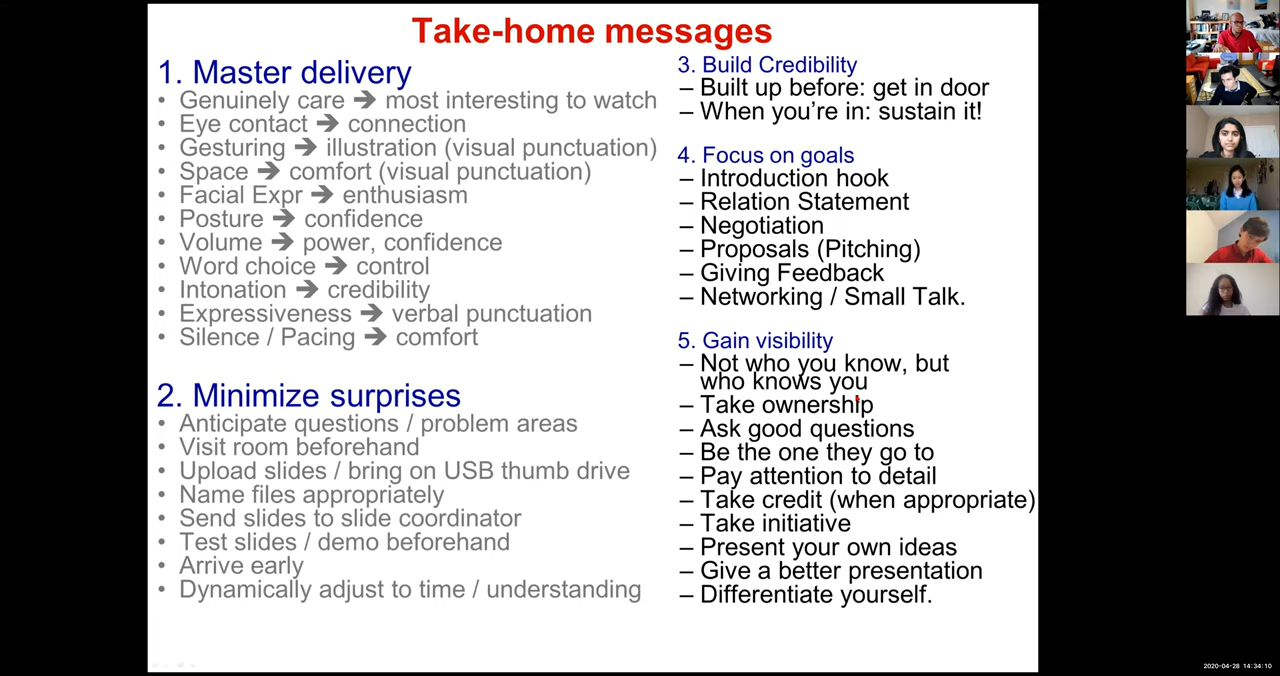 Take-home messages
1. Master delivery
• Genuinely care ➔ most interesting to watch
• Eye contact ➔ connection
• Gesturing ➔ illustration (visual punctuation)
• Space ➔ comfort (visual punctuation)
• Facial Expr ➔ enthusiasm
• Posture ➔ confidence
• Volume ➔ power, confidence
• Word choice ➔ control
• Intonation ➔ credibility
• Expressiveness ➔ verbal punctuation
• Silence / Pacing ➔ comfort
2. Minimize surprises
• Anticipate questions / problem areas
• Visit room beforehand
• Upload slides / bring on USB thumb drive
• Name files appropriately
• Send slides to slide coordinator
• Test slides / demo beforehand
• Arrive early
• Dynamically adjust to time / understanding
3. Build Credibility
– Built up before: get in door
– When you're in: sustain it!
4. Focus on goals
– Introduction hook
– Relation Statement
– Negotiation
– Proposals (Pitching)
– Giving Feedback
– Networking / Small Talk.
5. Gain visibility
– Not who you know, but
who knows you
– Take ownership
– Ask good questions
– Be the one they go to
– Pay attention to detail
– Take credit (when appropriate)
– Take initiative
– Present your own ideas
– Give a better presentation
– Differentiate yourself.
2020-04-28 14:34:10